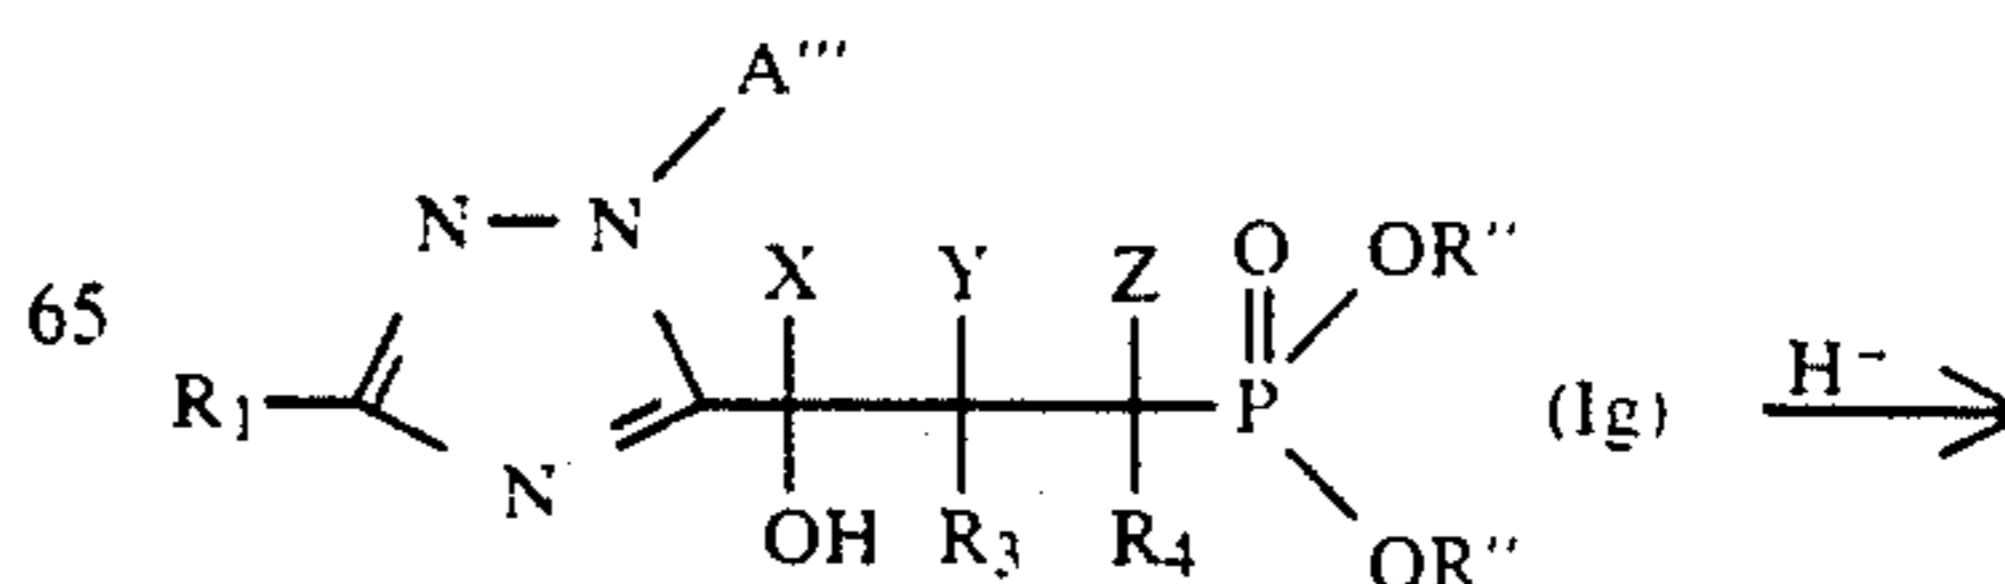 A'''
N — N
X Y Z O OR''
65
H⁻
R₁ P (Ig)
N
OH R₃ R₄
OR''